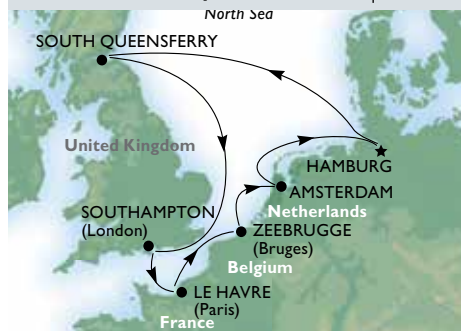 North Sea
SOUTH QUEENSFERRY
United Kingdom
HAMBURG
AMSTERDAM
Netherlands
SOUTHAMPTON
(London)
ZEEBRUGGE
(Bruges)
Belgium
LE HAVRE
(Paris)
France